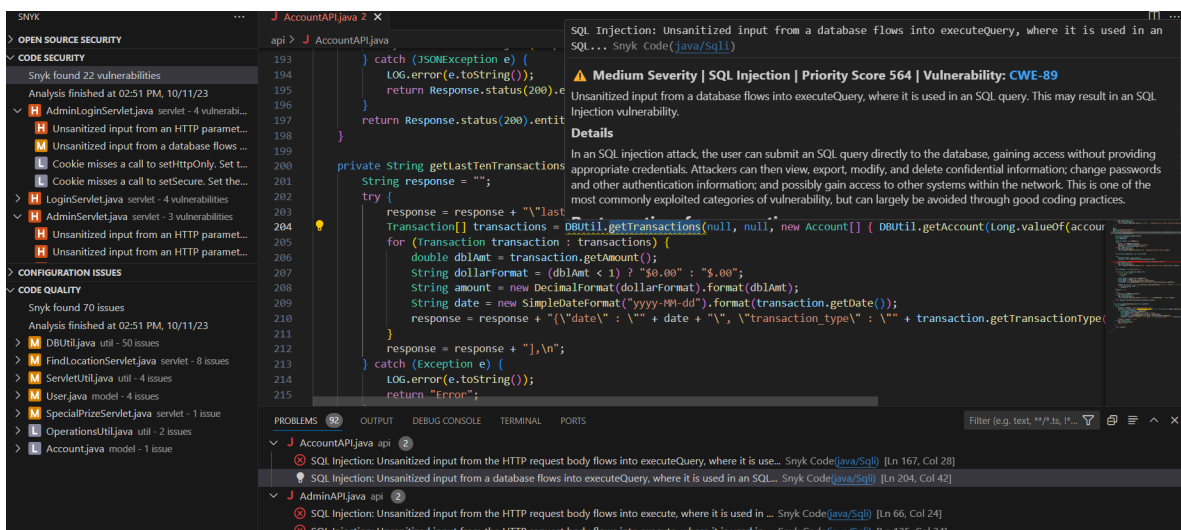 SNYK
OPEN SOURCE SECURITY
CODE SECURITY
Snyk found 22 vulnerabilities
Analysis finished at 02:51 PM, 10/11/23
H AdminLoginServlet.java servlet - 4 vulnerabi...
H Unsanitized input from an HTTP paramet...
M Unsanitized input from a database flows ...
L Cookie misses a call to setHttpOnly. Set t...
L Cookie misses a call to setSecure. Set the...
H LoginServlet.java servlet - 4 vulnerabilities
H AdminServlet.java servlet - 3 vulnerabilities
H Unsanitized input from an HTTP paramet...
H Unsanitized input from an HTTP paramet...
CONFIGURATION ISSUES
CODE QUALITY
Snyk found 70 issues
Analysis finished at 02:51 PM, 10/11/23
M DBUtil.java util - 50 issues
M FindLocationServlet.java servlet - 8 issues
M ServletUtil.java util - 4 issues
M User.java model - 4 issues
M SpecialPrizeServlet.java servlet - 1 issue
L OperationsUtil.java util - 2 issues
L Account.java model - 1 issue
J AccountAPI.java 2
api > J AccountAPI.java
193 } catch (JSONException e) {
194 LOG.error(e.toString());
195 return Response.status(200).e
196 }
197 return Response.status(200).entit
198 }
199
200 private String getLastTenTransactions
201 String response = "";
202 try {
203 response = response + "\"last
204 Transaction[] transactions = DBUtil.getTransactions(null, null, new Account[] { DBUtil.getAccount(Long.valueOf(accoun
205 for (Transaction transaction : transactions) {
206 double dblAmt = transaction.getAmount();
207 String dollarFormat = (dblAmt < 1) ? "$0.00" : "$.00";
208 String amount = new DecimalFormat(dollarFormat).format(dblAmt);
209 String date = new SimpleDateFormat("yyyy-MM-dd").format(transaction.getDate());
210 response = response + "{\"date\" : \"" + date + "\", \"transaction_type\" : \"" + transaction.getTransactionType(
211 }
212 response = response + "],\n";
213 } catch (Exception e) {
214 LOG.error(e.toString());
215 return "Error";
SQL Injection: Unsanitized input from a database flows into executeQuery, where it is used in an
SQL... Snyk Code(java/Sqli)
Medium Severity | SQL Injection | Priority Score 564 | Vulnerability: CWE-89
Unsanitized input from a database flows into executeQuery, where it is used in an SQL query. This may result in an SQL
Injection vulnerability.
Details
In an SQL injection attack, the user can submit an SQL query directly to the database, gaining access without providing
appropriate credentials. Attackers can then view, export, modify, and delete confidential information; change passwords
and other authentication information; and possibly gain access to other systems within the network. This is one of the
most commonly exploited categories of vulnerability, but can largely be avoided through good coding practices.
PROBLEMS 92 OUTPUT DEBUG CONSOLE TERMINAL PORTS
Filter (e.g. text, **/*.ts, !*...
J AccountAPI.java api 2
SQL Injection: Unsanitized input from the HTTP request body flows into executeQuery, where it is use... Snyk Code(java/Sqli) [Ln 167, Col 28]
SQL Injection: Unsanitized input from a database flows into executeQuery, where it is used in an SQL... Snyk Code(java/Sqli) [Ln 204, Col 42]
J AdminAPI.java api 2
SQL Injection: Unsanitized input from the HTTP request body flows into execute, where it is used in ... Snyk Code(java/Sqli) [Ln 66, Col 24]